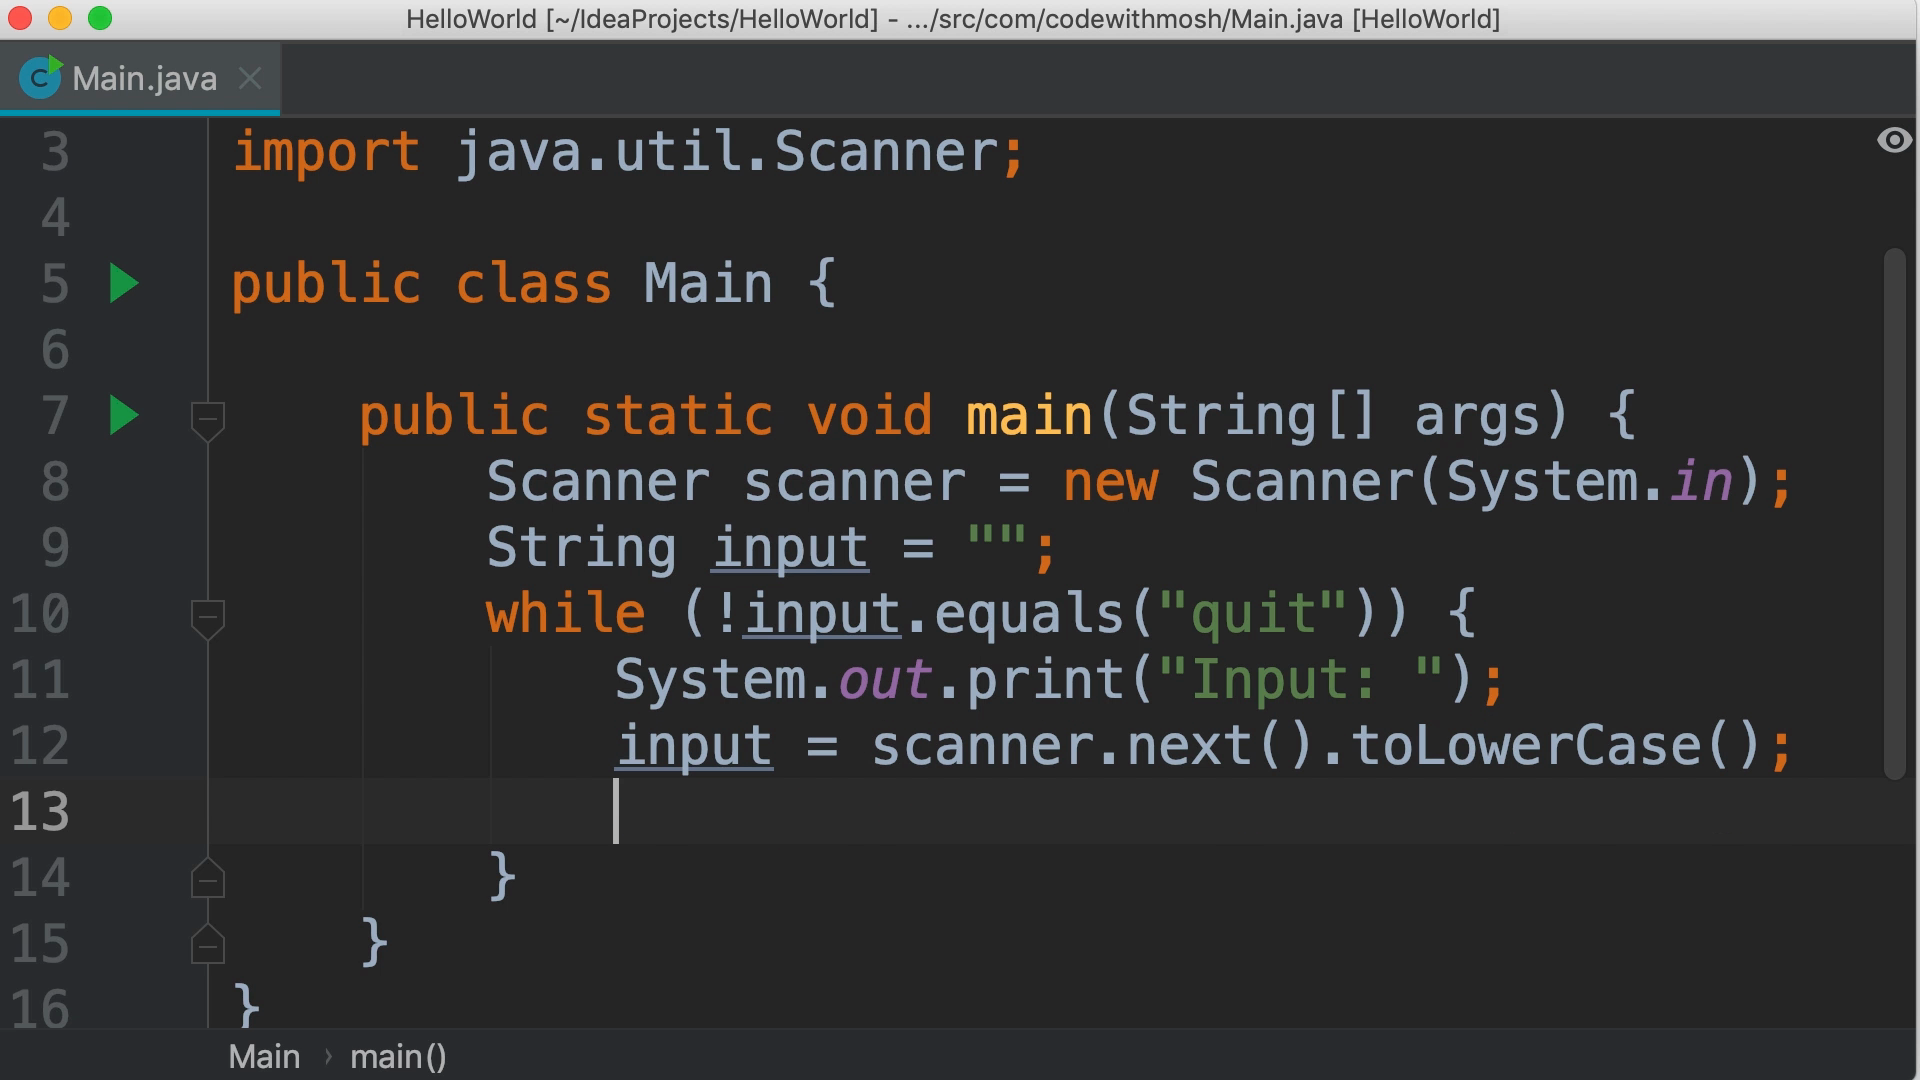 HelloWorld [~/IdeaProjects/HelloWorld] - .../src/com/codewithmosh/Main.java [HelloWorld]
C Main.java
3 import java.util.Scanner;
4
5 public class Main {
6
7 public static void main(String[] args) {
8 Scanner scanner = new Scanner(System.in);
9 String input = "";
10 while (!input.equals("quit")) {
11 System.out.print("Input: ");
12 input = scanner.next().toLowerCase();
13
14 }
15 }
16 }
Main › main()